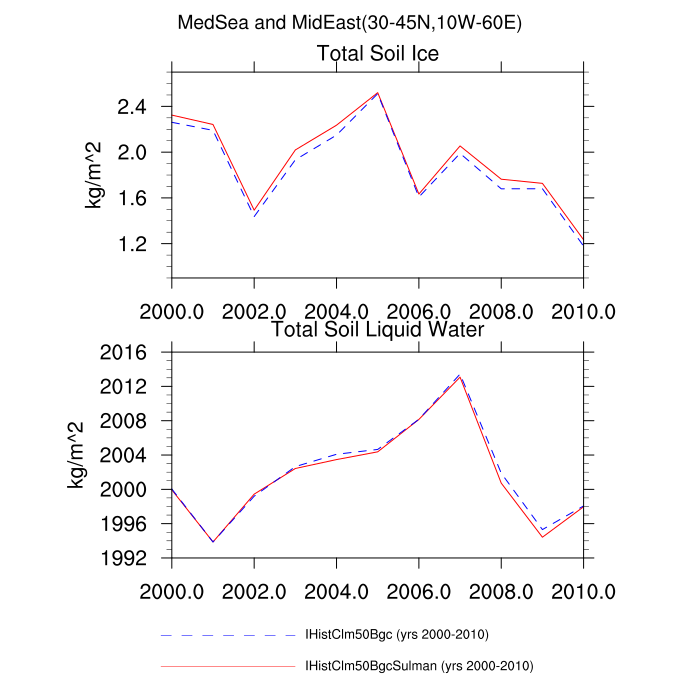 MedSea and MidEast(30-45N,10W-60E)
Total Soil Ice
kg/m^2
2.4
2.0
1.6
1.2
2000.0 2002.0 2004.0 2006.0 2008.0 2010.0
Total Soil Liquid Water
kg/m^2
2016
2012
2008
2004
2000
1996
1992
2000.0 2002.0 2004.0 2006.0 2008.0 2010.0
IHistClm50Bgc (yrs 2000-2010)
IHistClm50BgcSulman (yrs 2000-2010)